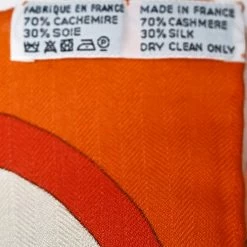 FABRIQUE EN FRANCE
70% CACHEMIRE
30% SOIE
MADE IN FRANCE
70% CASHMERE
30% SILK
DRY CLEAN ONLY